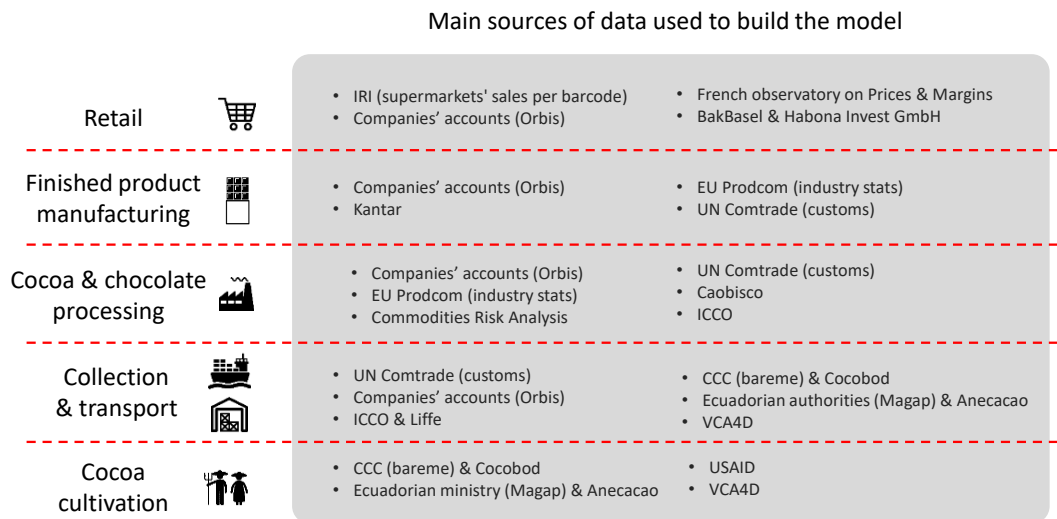 Main sources of data used to build the model
Retail
• IRI (supermarkets' sales per barcode)
• Companies’ accounts (Orbis)
• French observatory on Prices & Margins
• BakBasel & Habona Invest GmbH
Finished product
manufacturing
• Companies’ accounts (Orbis)
• Kantar
• EU Prodcom (industry stats)
• UN Comtrade (customs)
Cocoa & chocolate
processing
• Companies’ accounts (Orbis)
• EU Prodcom (industry stats)
• Commodities Risk Analysis
• UN Comtrade (customs)
• Caobisco
• ICCO
Collection
& transport
• UN Comtrade (customs)
• Companies’ accounts (Orbis)
• ICCO & Liffe
• CCC (bareme) & Cocobod
• Ecuadorian authorities (Magap) & Anecacao
• VCA4D
Cocoa
cultivation
• CCC (bareme) & Cocobod
• Ecuadorian ministry (Magap) & Anecacao
• USAID
• VCA4D